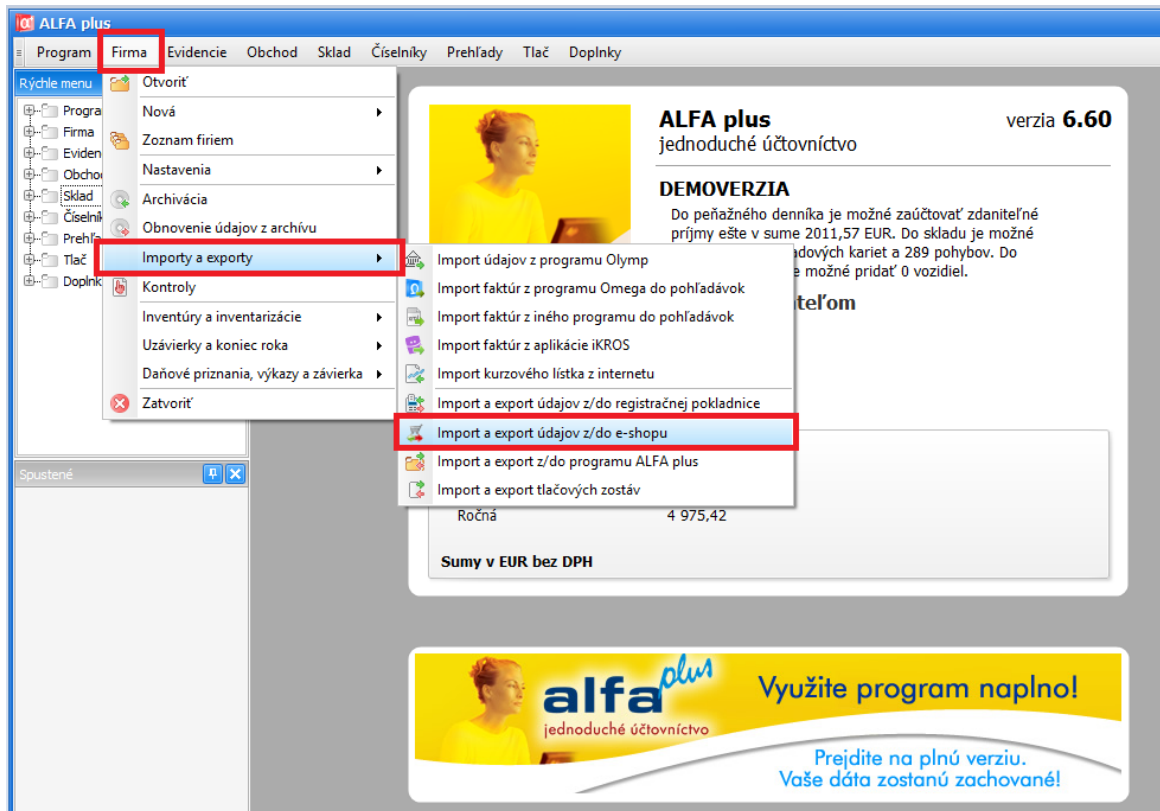 ALFA plus
Program Firma Evidencie Obchod Sklad Číselníky Prehľady Tlač Doplnky
Rýchle menu
Firma
Sklad
Tlač
Otvoriť
Nová
Zoznam firiem
Nastavenia
Archivácia
Obnovenie údajov z archívu
Importy a exporty
Kontroly
Inventúry a inventarizácie
Uzávierky a koniec roka
Daňové priznania, výkazy a závierka
Zatvoriť
Import údajov z programu Olymp
Import faktúr z programu Omega do pohľadávok
Import faktúr z iného programu do pohľadávok
Import faktúr z aplikácie iKROS
Import kurzového lístka z internetu
Import a export údajov z/do registračnej pokladnice
Import a export údajov z/do e-shopu
Import a export z/do programu ALFA plus
Import a export tlačových zostáv
ALFA plus verzia 6.60
jednoduché účtovníctvo
DEMOVERZIA
Do peňažného denníka je možné zaúčtovať zdaniteľné
príjmy ešte v sume 2011,57 EUR. Do skladu je možné
kariet a 289 pohybov. Do
možné pridať 0 vozidiel.
Ročná 4 975,42
Sumy v EUR bez DPH
Spustené
alfa plus
jednoduché účtovníctvo
Využite program naplno!
Prejdite na plnú verziu.
Vaše dáta zostanú zachované!